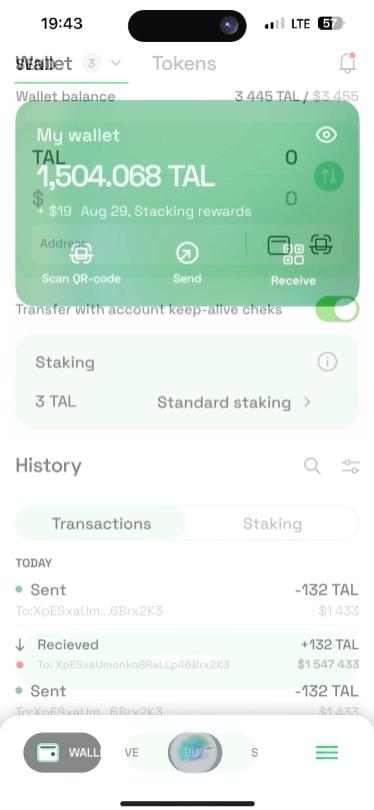 19:43
LTE 57
Wallet 3 Tokens
Wallet balance 3 445 TAL / $3 455
My wallet
TAL 0
1,504.068 TAL
$ 0
+ $19 Aug 29, Stacking rewards
Address
Scan QR-code Send Receive
Transfer with account keep-alive cheks
Staking
3 TAL Standard staking
History
Transactions Staking
TODAY
Sent -132 TAL
To:XpESxaUm...6Brx2K3 $1 433
Recieved +132 TAL
To: XpESxaUmonkq8RaLLp46Brx2K3 $1 547 433
Sent -132 TAL
To:XpESxaUm...6Brx2K3 $1 433
WALL VE BUY S